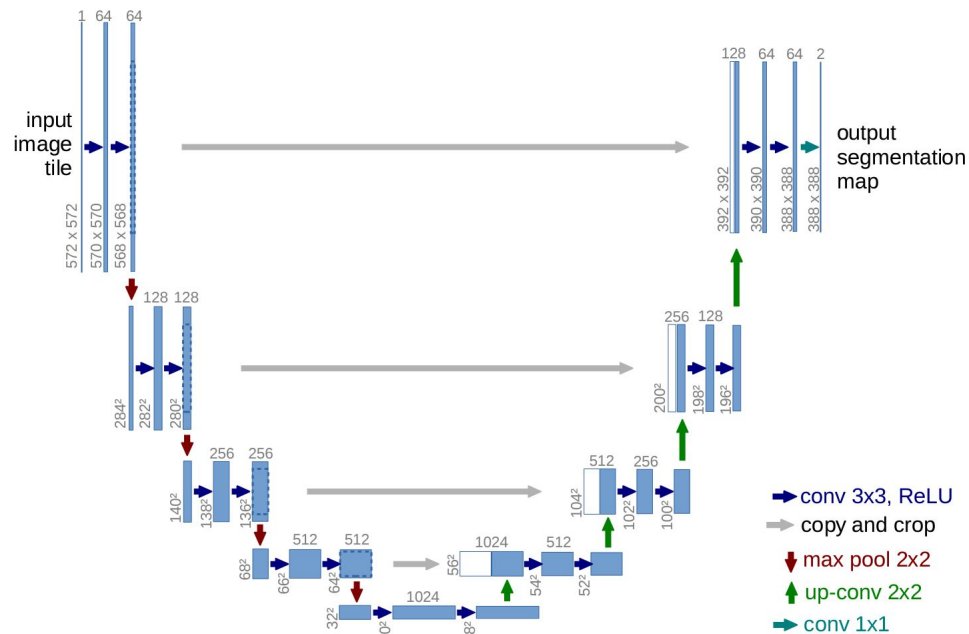 1 64 64
128 64 64 2
input
image
tile
output
segmentation
map
572 x 572
570 x 570
568 x 568
392 x 392
390 x 390
388 x 388
388 x 388
128 128
256 128
284²
282²
280²
200²
198²
196²
256 256
512 256
140²
138²
136²
104²
102²
100²
512 512
1024 512
68²
66²
64²
56²
54²
52²
1024
32²
0²
8²
conv 3x3, ReLU
copy and crop
max pool 2x2
up-conv 2x2
conv 1x1